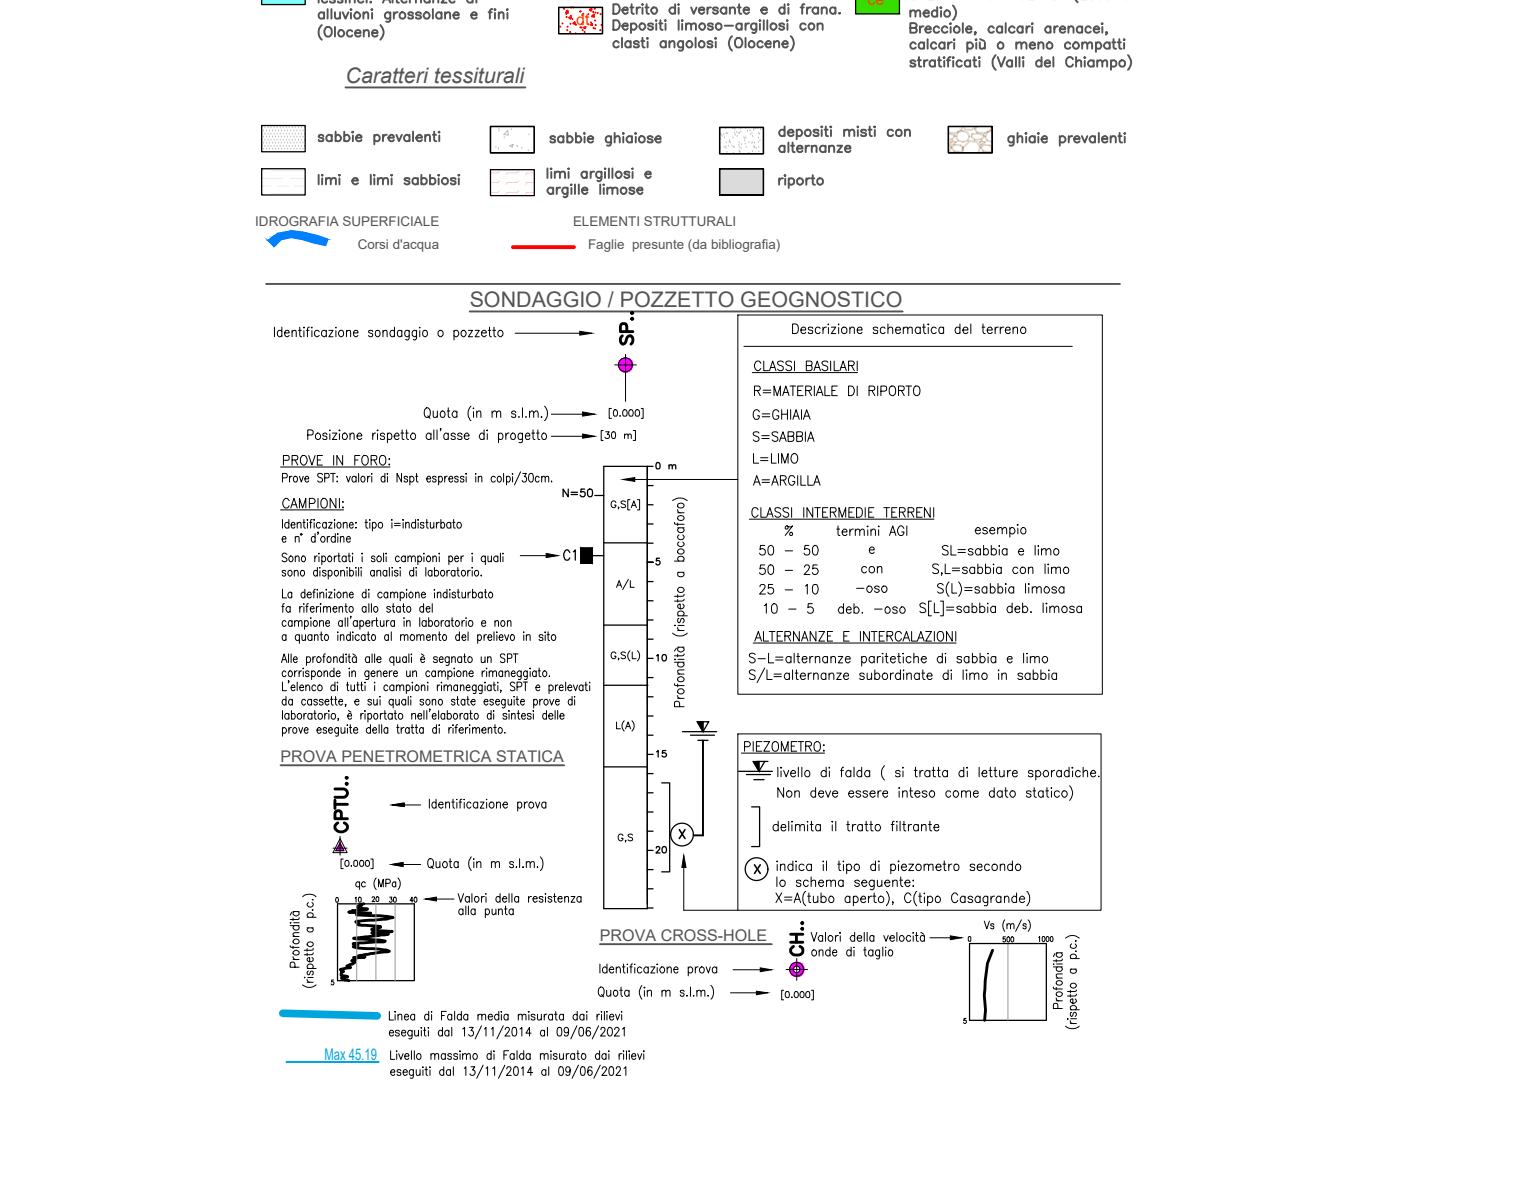 alluvioni grossolane e fini
(Olocene)
df
Detrito di versante e di frana.
Depositi limoso-argillosi con
clasti angolosi (Olocene)
medio)
Brecciole, calcari arenacei,
calcari più o meno compatti
stratificati (Valli del Chiampo)
Caratteri tessiturali
sabbie prevalenti
sabbie ghiaiose
depositi misti con
alternanze
ghiaie prevalenti
limi e limi sabbiosi
limi argillosi e
argille limose
riporto
IDROGRAFIA SUPERFICIALE
Corsi d'acqua
ELEMENTI STRUTTURALI
Faglie presunte (da bibliografia)
SONDAGGIO / POZZETTO GEOGNOSTICO
Identificazione sondaggio o pozzetto
SP..
Quota (in m s.l.m.)
[0.000]
Posizione rispetto all'asse di progetto
[30 m]
PROVE IN FORO:
Prove SPT: valori di Nspt espressi in colpi/30cm.
CAMPIONI:
Identificazione: tipo i=indisturbato
e n° d'ordine
Sono riportati i soli campioni per i quali
sono disponibili analisi di laboratorio.
La definizione di campione indisturbato
fa riferimento allo stato del
campione all'apertura in laboratorio e non
a quanto indicato al momento del prelievo in sito
Alle profondità alle quali è segnato un SPT
corrisponde in genere un campione rimaneggiato.
L'elenco di tutti i campioni rimaneggiati, SPT e prelevati
da cassette, e sui quali sono state eseguite prove di
laboratorio, è riportato nell'elaborato di sintesi delle
prove eseguite della tratta di riferimento.
N=50
C1
G,S[A]
A/L
G,S(L)
L(A)
G,S
0 m
5
10
15
20
Profondità (rispetto a boccaforo)
X
Descrizione schematica del terreno
CLASSI BASILARI
R=MATERIALE DI RIPORTO
G=GHIAIA
S=SABBIA
L=LIMO
A=ARGILLA
CLASSI INTERMEDIE TERRENI
% termini AGI esempio
50 - 50 e SL=sabbia e limo
50 - 25 con S,L=sabbia con limo
25 - 10 -oso S(L)=sabbia limosa
10 - 5 deb. -oso S[L]=sabbia deb. limosa
ALTERNANZE E INTERCALAZIONI
S-L=alternanze paritetiche di sabbia e limo
S/L=alternanze subordinate di limo in sabbia
PIEZOMETRO:
livello di falda ( si tratta di letture sporadiche.
Non deve essere inteso come dato statico)
delimita il tratto filtrante
X
indica il tipo di piezometro secondo
lo schema seguente:
X=A(tubo aperto), C(tipo Casagrande)
PROVA PENETROMETRICA STATICA
CPTU..
Identificazione prova
[0.000]
Quota (in m s.l.m.)
qc (MPa)
0 10 20 30 40
Valori della resistenza
alla punta
Profondità
(rispetto a p.c.)
5
PROVA CROSS-HOLE
CH..
Identificazione prova
Quota (in m s.l.m.)
[0.000]
Valori della velocità
onde di taglio
Vs (m/s)
0 500 1000
5
Profondità
(rispetto a p.c.)
Linea di Falda media misurata dai rilievi
eseguiti dal 13/11/2014 al 09/06/2021
Max 45.19
Livello massimo di Falda misurato dai rilievi
eseguiti dal 13/11/2014 al 09/06/2021